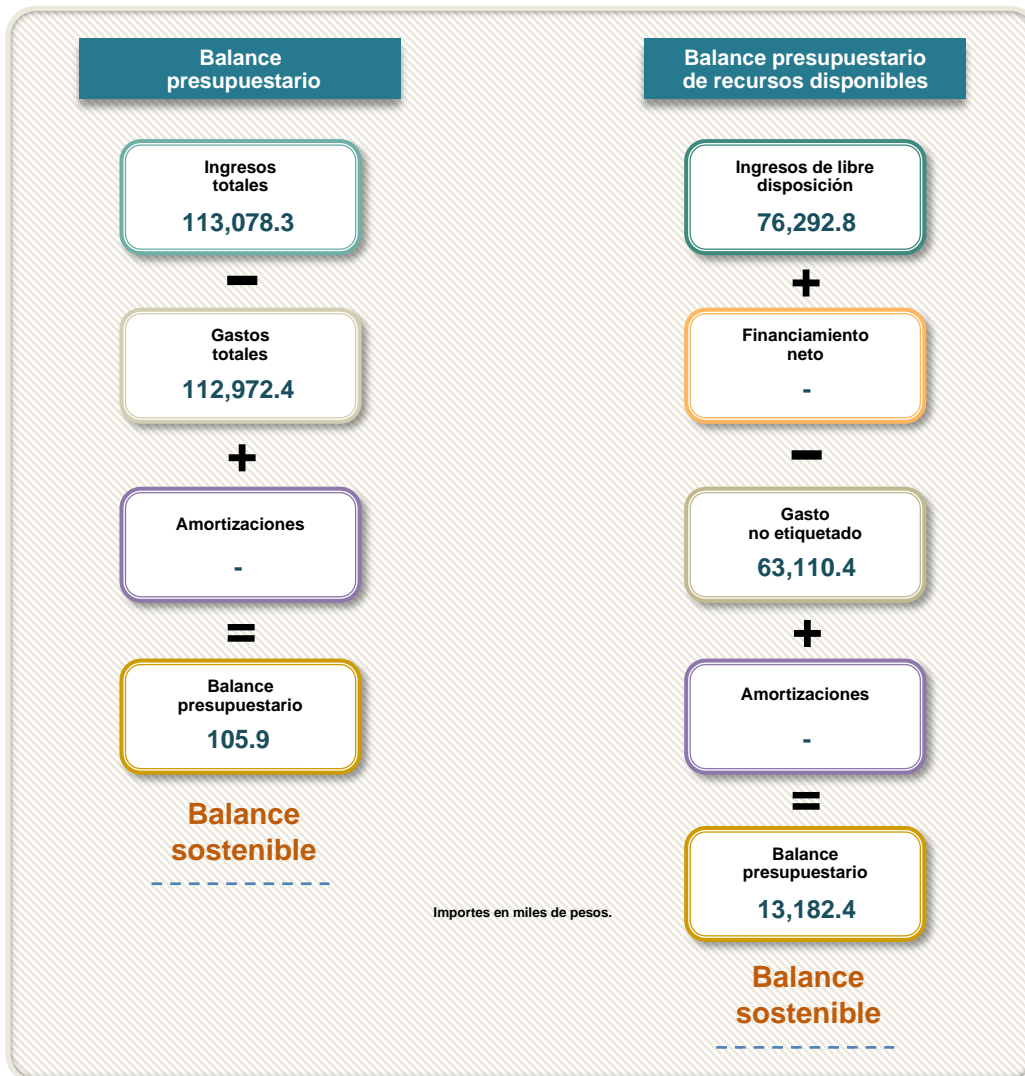 Balance
presupuestario
Ingresos
totales
113,078.3
–
Gastos
totales
112,972.4
+
Amortizaciones
-
=
Balance
presupuestario
105.9
Balance
sostenible
Balance presupuestario
de recursos disponibles
Ingresos de libre
disposición
76,292.8
+
Financiamiento
neto
-
–
Gasto
no etiquetado
63,110.4
+
Amortizaciones
-
=
Balance
presupuestario
13,182.4
Balance
sostenible
Importes en miles de pesos.